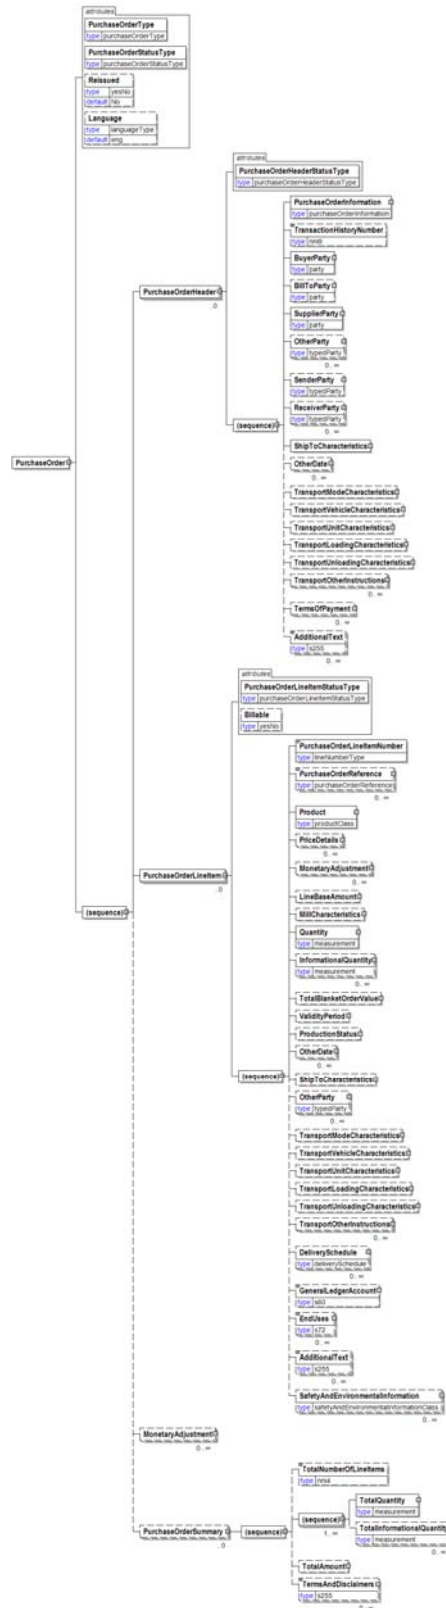 attributes
PurchaseOrderType
type purchaseOrderType
PurchaseOrderStatusType
type purchaseOrderStatusType
Reissued
type yesNo
default No
Language
type languageType
default eng
attributes
PurchaseOrderHeaderStatusType
type purchaseOrderHeaderStatusType
PurchaseOrderInformation
type purchaseOrderInformation
TransactionHistoryNumber
type nni9
BuyerParty
type party
PurchaseOrderHeader
..0
BillToParty
type party
SupplierParty
type party
OtherParty
type typedParty
0..∞
SenderParty
type typedParty
ReceiverParty
type typedParty
0..∞
(sequence)
ShipToCharacteristics
PurchaseOrder
OtherDate
0..∞
TransportModeCharacteristics
TransportVehicleCharacteristics
TransportUnitCharacteristics
TransportLoadingCharacteristics
TransportUnloadingCharacteristics
TransportOtherInstructions
0..∞
TermsOfPayment
0..∞
AdditionalText
type s255
0..∞
attributes
PurchaseOrderLineItemStatusType
type purchaseOrderLineItemStatusType
Billable
type yesNo
PurchaseOrderLineItemNumber
type lineNumberType
PurchaseOrderReference
type purchaseOrderReference
0..∞
Product
type productClass
PriceDetails
0..∞
PurchaseOrderLineItem
..0
MonetaryAdjustment
0..∞
LineBaseAmount
(sequence)
MillCharacteristics
Quantity
type measurement
InformationalQuantity
type measurement
0..∞
TotalBlanketOrderValue
ValidityPeriod
ProductionStatus
OtherDate
0..∞
(sequence)
ShipToCharacteristics
OtherParty
type typedParty
0..∞
TransportModeCharacteristics
TransportVehicleCharacteristics
TransportUnitCharacteristics
TransportLoadingCharacteristics
TransportUnloadingCharacteristics
TransportOtherInstructions
0..∞
DeliverySchedule
type deliverySchedule
0..∞
GeneralLedgerAccount
type s60
EndUses
type s72
0..∞
AdditionalText
type s255
0..∞
SafetyAndEnvironmentalInformation
type safetyAndEnvironmentalInformationClass
0..∞
MonetaryAdjustment
0..∞
TotalNumberOfLineItems
type nni4
TotalQuantity
type measurement
PurchaseOrderSummary
..0
(sequence)
(sequence)
1..∞
TotalInformationalQuantity
type measurement
0..∞
TotalAmount
TermsAndDisclaimers
type s255
0..∞